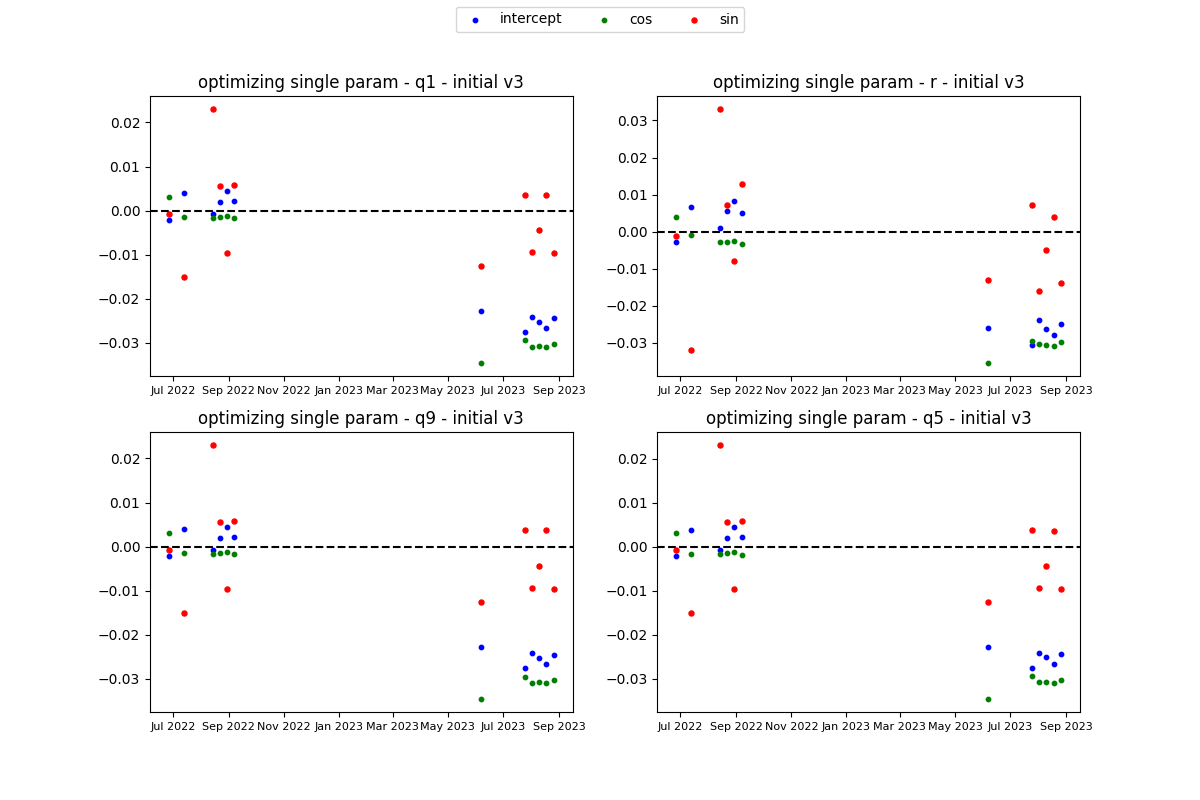 intercept cos sin
optimizing single param - q1 - initial v3
0.02
0.01
0.00
−0.01
−0.02
−0.03
Jul 2022 Sep 2022 Nov 2022 Jan 2023 Mar 2023 May 2023 Jul 2023 Sep 2023
optimizing single param - r - initial v3
0.03
0.02
0.01
0.00
−0.01
−0.02
−0.03
Jul 2022 Sep 2022 Nov 2022 Jan 2023 Mar 2023 May 2023 Jul 2023 Sep 2023
optimizing single param - q9 - initial v3
0.02
0.01
0.00
−0.01
−0.02
−0.03
Jul 2022 Sep 2022 Nov 2022 Jan 2023 Mar 2023 May 2023 Jul 2023 Sep 2023
optimizing single param - q5 - initial v3
0.02
0.01
0.00
−0.01
−0.02
−0.03
Jul 2022 Sep 2022 Nov 2022 Jan 2023 Mar 2023 May 2023 Jul 2023 Sep 2023